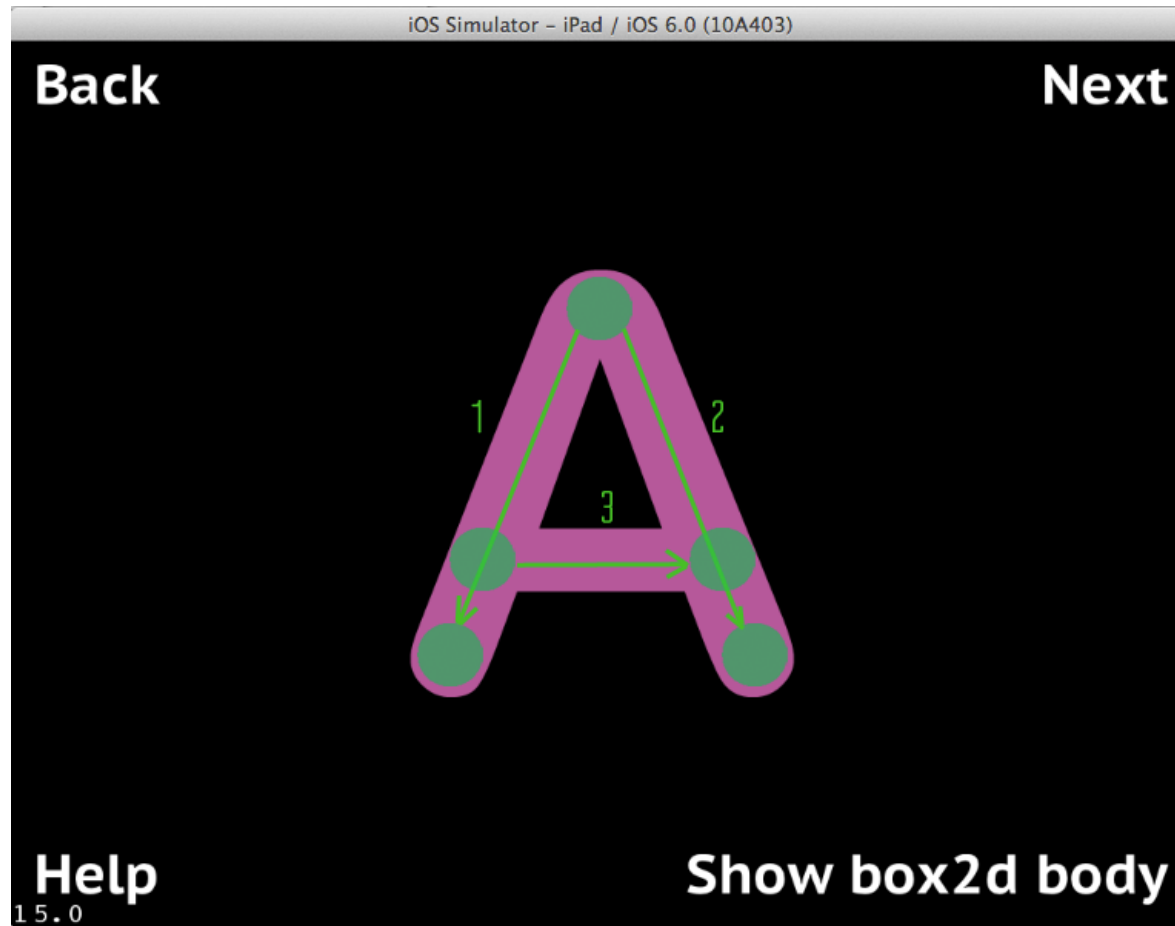 iOS Simulator – iPad / iOS 6.0 (10A403)
Back
Next
1
2
3
Help
Show box2d body
15.0